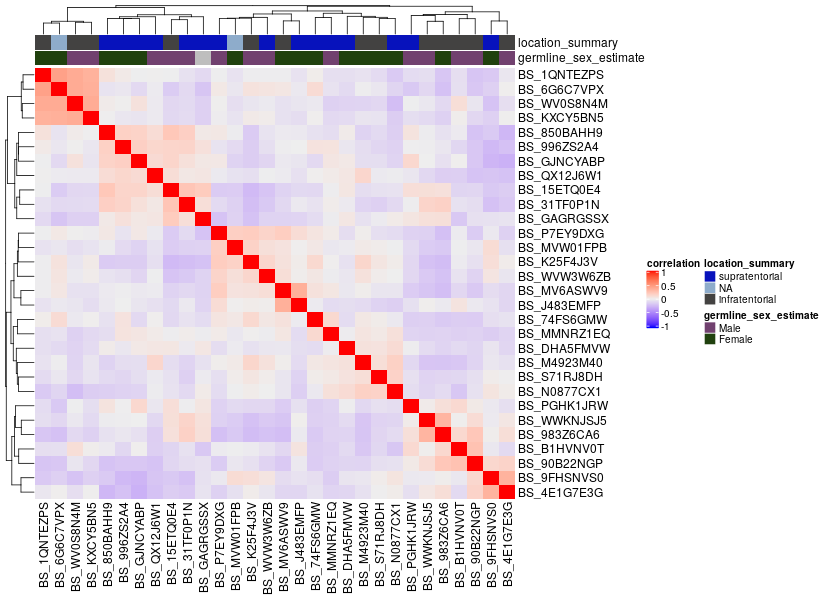 location_summary
germline_sex_estimate
BS_1QNTEZPS
BS_6G6C7VPX
BS_WV0S8N4M
BS_KXCY5BN5
BS_850BAHH9
BS_996ZS2A4
BS_GJNCYABP
BS_QX12J6W1
BS_15ETQ0E4
BS_31TF0P1N
BS_GAGRGSSX
BS_P7EY9DXG
BS_MVW01FPB
BS_K25F4J3V
BS_WVW3W6ZB
BS_MV6ASWV9
BS_J483EMFP
BS_74FS6GMW
BS_MMNRZ1EQ
BS_DHA5FMVW
BS_M4923M40
BS_S71RJ8DH
BS_N0877CX1
BS_PGHK1JRW
BS_WWKNJSJ5
BS_983Z6CA6
BS_B1HVNV0T
BS_90B22NGP
BS_9FHSNVS0
BS_4E1G7E3G
BS_1QNTEZPS
BS_6G6C7VPX
BS_WV0S8N4M
BS_KXCY5BN5
BS_850BAHH9
BS_996ZS2A4
BS_GJNCYABP
BS_QX12J6W1
BS_15ETQ0E4
BS_31TF0P1N
BS_GAGRGSSX
BS_P7EY9DXG
BS_MVW01FPB
BS_K25F4J3V
BS_WVW3W6ZB
BS_MV6ASWV9
BS_J483EMFP
BS_74FS6GMW
BS_MMNRZ1EQ
BS_DHA5FMVW
BS_M4923M40
BS_S71RJ8DH
BS_N0877CX1
BS_PGHK1JRW
BS_WWKNJSJ5
BS_983Z6CA6
BS_B1HVNV0T
BS_90B22NGP
BS_9FHSNVS0
BS_4E1G7E3G
correlation
1
0.5
0
-0.5
-1
location_summary
supratentorial
NA
Infratentorial
germline_sex_estimate
Male
Female